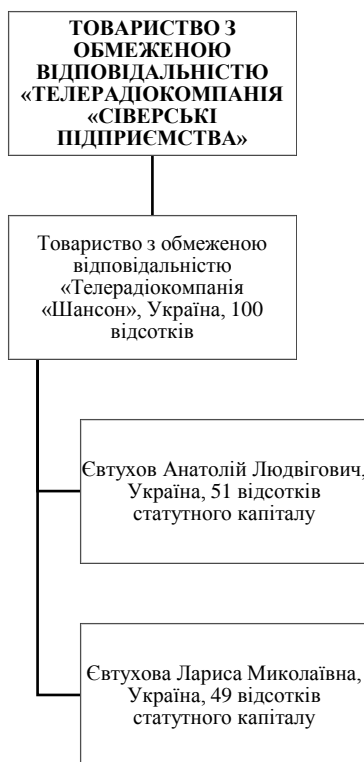 ТОВАРИСТВО З
ОБМЕЖЕНОЮ
ВІДПОВІДАЛЬНІСТЮ
«ТЕЛЕРАДІОКОМПАНІЯ
«СІВЕРСЬКІ
ПІДПРИЄМСТВА»
Товариство з обмеженою
відповідальністю
«Телерадіокомпанія
«Шансон», Україна, 100
відсотків
Євтухов Анатолій Людвігович,
Україна, 51 відсотків
статутного капіталу
Євтухова Лариса Миколаївна,
Україна, 49 відсотків
статутного капіталу